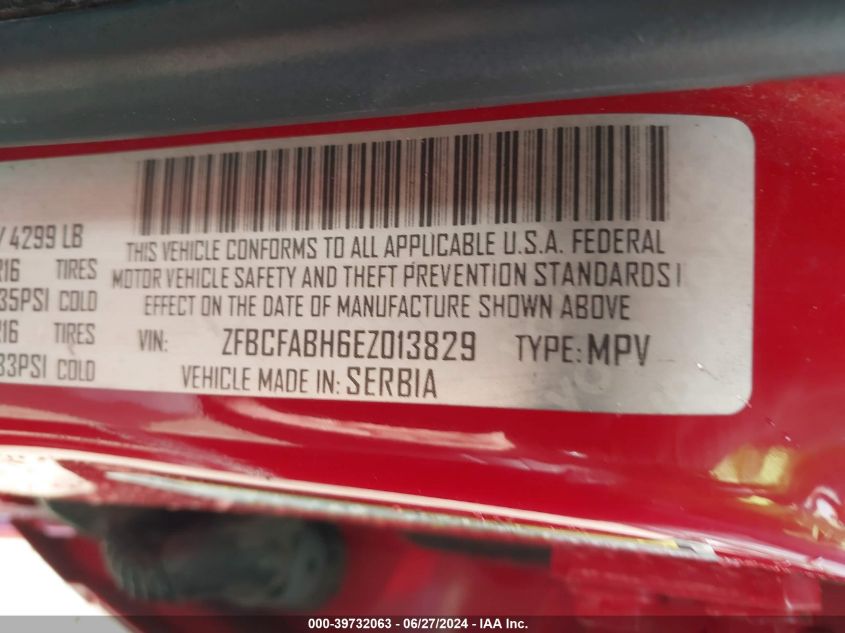 / 4299 LB
THIS VEHICLE CONFORMS TO ALL APPLICABLE U.S.A. FEDERAL
R16 TIRES MOTOR VEHICLE SAFETY AND THEFT PREVENTION STANDARDS I
35PSI COLD EFFECT ON THE DATE OF MANUFACTURE SHOWN ABOVE
R16 TIRES VIN: ZFBCFABH6EZ013829 TYPE: MPV
33PSI COLD VEHICLE MADE IN: SERBIA
000-39732063 - 06/27/2024 - IAA Inc.